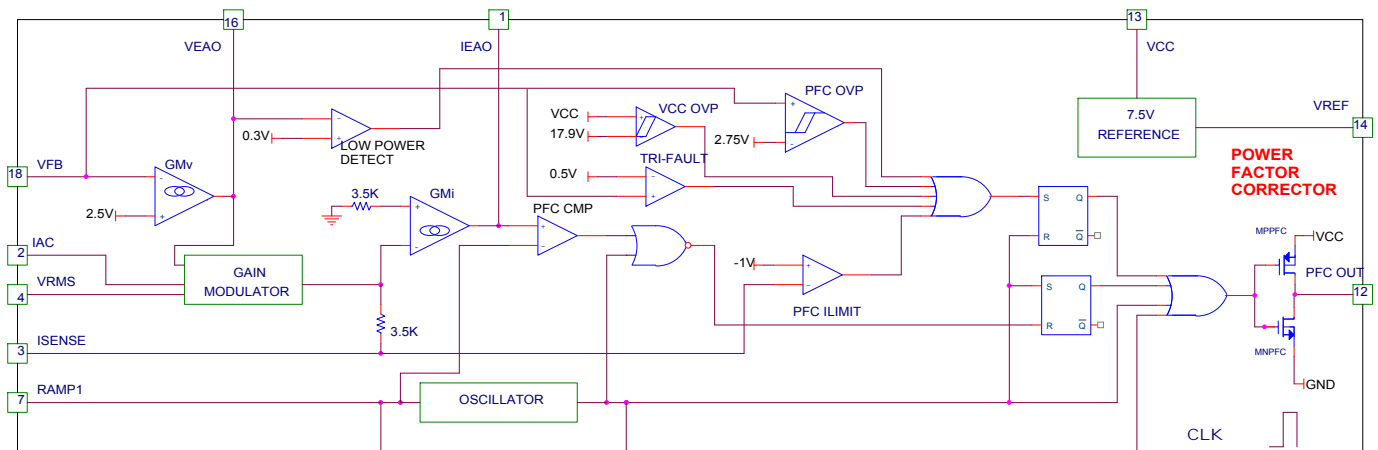 16
1
13
VEAO
IEAO
VCC
VCC OVP
PFC OVP
VCC
17.9V
2.75V
7.5V
REFERENCE
VREF
14
0.3V
LOW POWER
DETECT
TRI-FAULT
0.5V
POWER
FACTOR
CORRECTOR
18
VFB
GMv
2.5V
3.5K
GMi
PFC CMP
S
Q
R
Q
MPPFC
VCC
2
IAC
GAIN
MODULATOR
-1V
PFC ILIMIT
PFC OUT
12
4
VRMS
3.5K
S
Q
R
Q
MNPFC
3
ISENSE
GND
7
RAMP1
OSCILLATOR
CLK